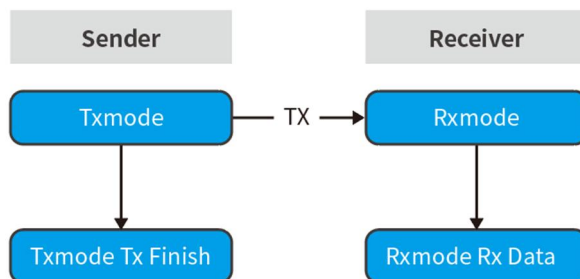 Sender
Receiver
Txmode
TX
Rxmode
Txmode Tx Finish
Rxmode Rx Data